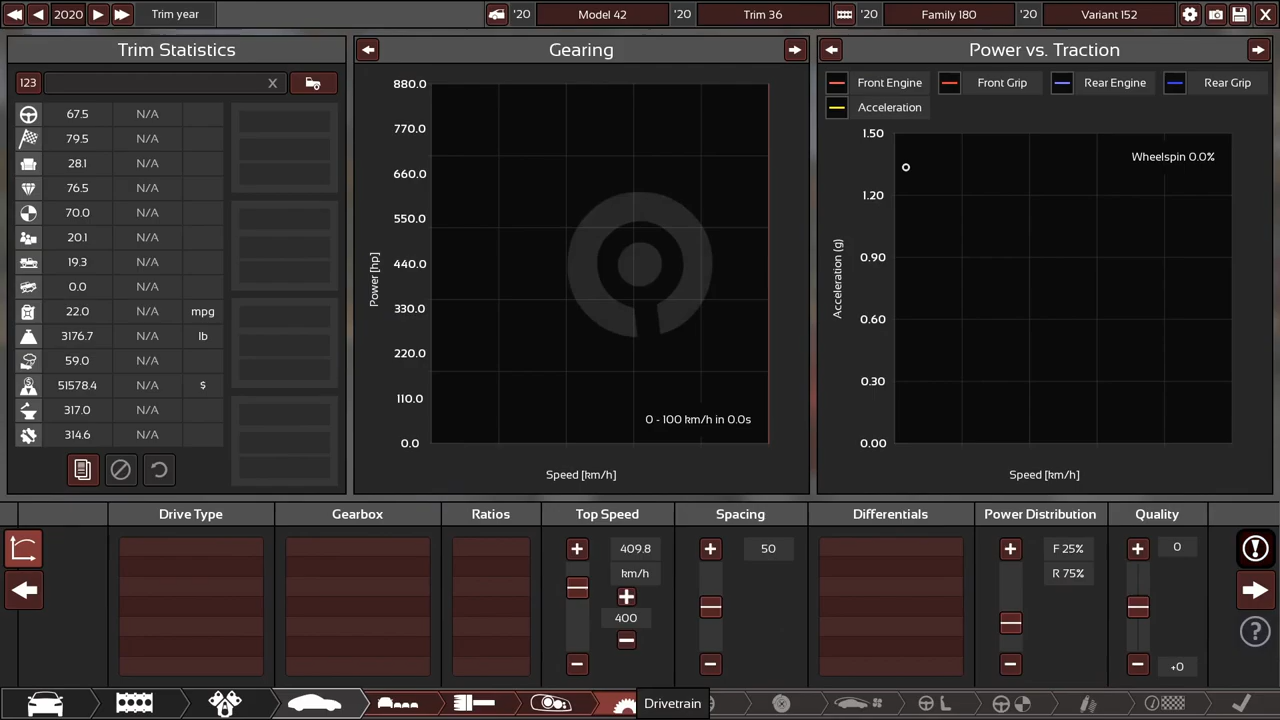 2020 Trim year '20 Model 42 '20 Trim 36 '20 Family 180 '20 Variant 152
Trim Statistics
123 X
67.5 N/A
79.5 N/A
28.1 N/A
76.5 N/A
70.0 N/A
20.1 N/A
19.3 N/A
0.0 N/A
22.0 N/A mpg
3176.7 N/A lb
59.0 N/A
51578.4 N/A $
317.0 N/A
314.6 N/A
Gearing
880.0
770.0
660.0
550.0
440.0
330.0
220.0
110.0
0.0
Power [hp]
0 - 100 km/h in 0.0s
Speed [km/h]
Power vs. Traction
Front Engine Front Grip Rear Engine Rear Grip
Acceleration
1.50
1.20
0.90
0.60
0.30
0.00
Acceleration [g]
Wheelspin 0.0%
Speed [km/h]
Drive Type Gearbox Ratios Top Speed Spacing Differentials Power Distribution Quality
409.8 50 F 25% 0
km/h R 75%
400
+0
Drivetrain